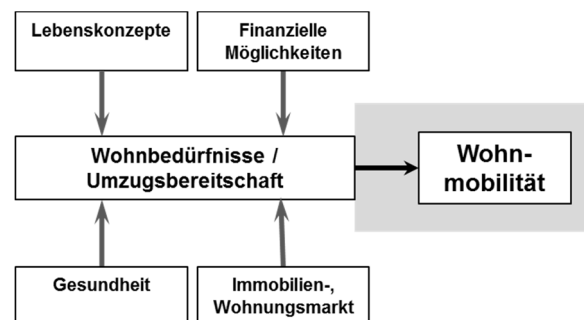 Lebenskonzepte
Finanzielle
Möglichkeiten
Wohnbedürfnisse /
Umzugsbereitschaft
Wohn-
mobilität
Gesundheit
Immobilien-,
Wohnungsmarkt